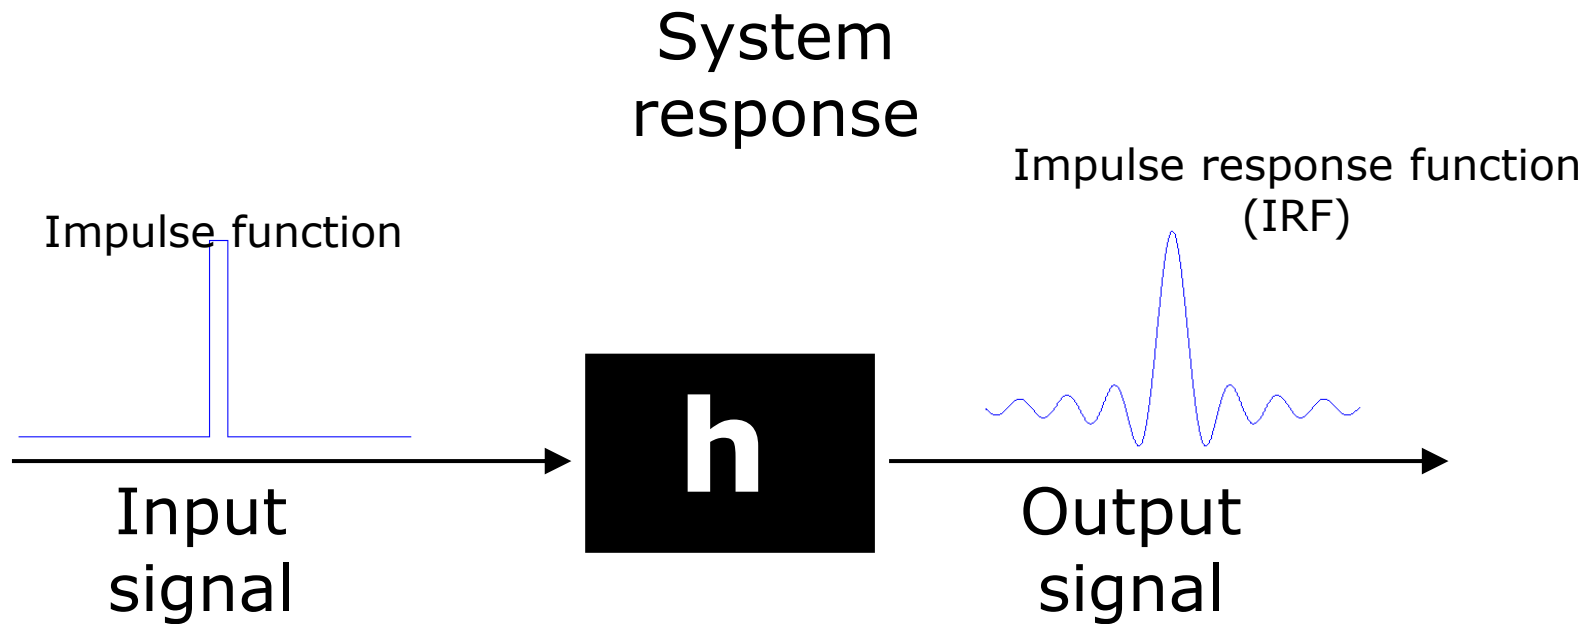 System
response
Impulse response function
(IRF)
Impulse function
h
Input
signal
Output
signal